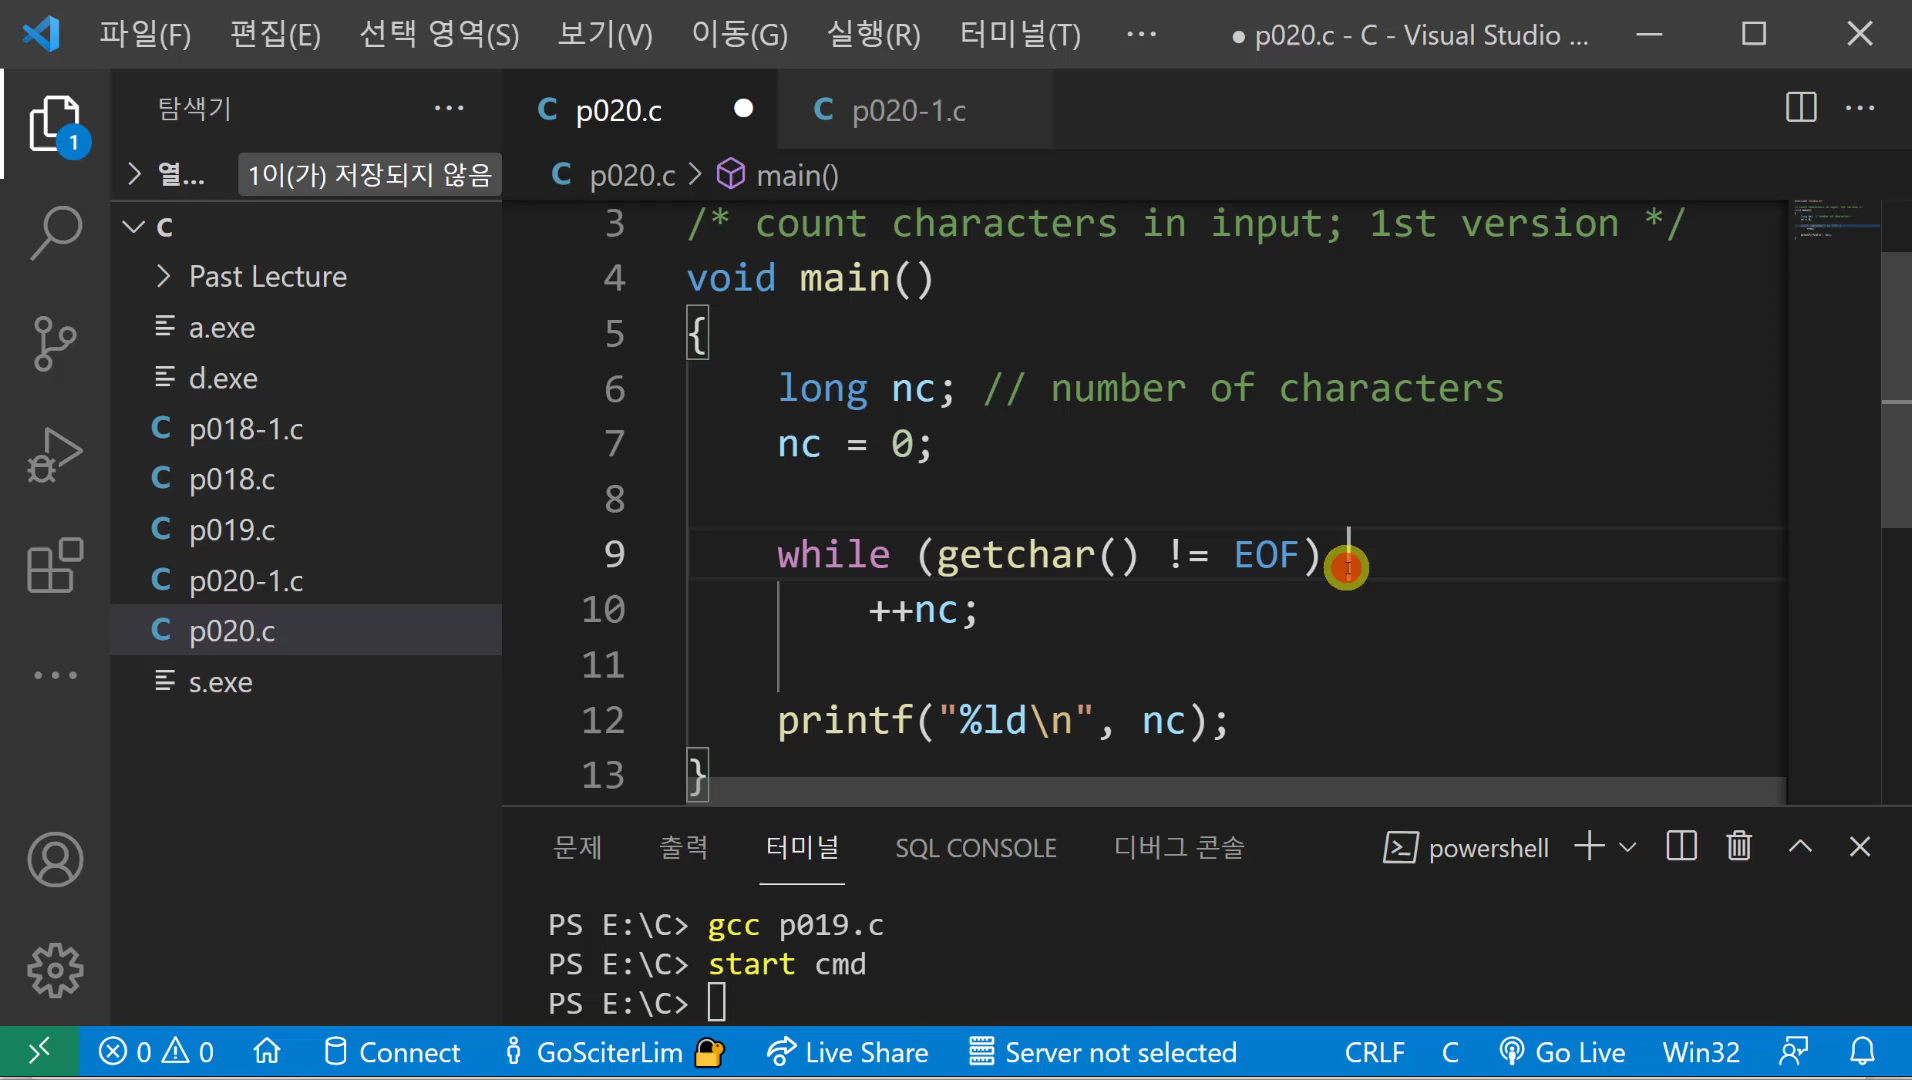 파일(F) 편집(E) 선택 영역(S) 보기(V) 이동(G) 실행(R) 터미널(T) ··· ● p020.c - C - Visual Studio ...
탐색기 ···
1
열... 1이(가) 저장되지 않음
C
Past Lecture
a.exe
d.exe
C p018-1.c
C p018.c
C p019.c
C p020-1.c
C p020.c
s.exe
C p020.c ● C p020-1.c
C p020.c > main()
3 /* count characters in input; 1st version */
4 void main()
5 {
6 long nc; // number of characters
7 nc = 0;
8
9 while (getchar() != EOF)
10 ++nc;
11
12 printf("%ld\n", nc);
13 }
문제 출력 터미널 SQL CONSOLE 디버그 콘솔 powershell
PS E:\C> gcc p019.c
PS E:\C> start cmd
PS E:\C>
0 0 Connect GoSciterLim Live Share Server not selected CRLF C Go Live Win32